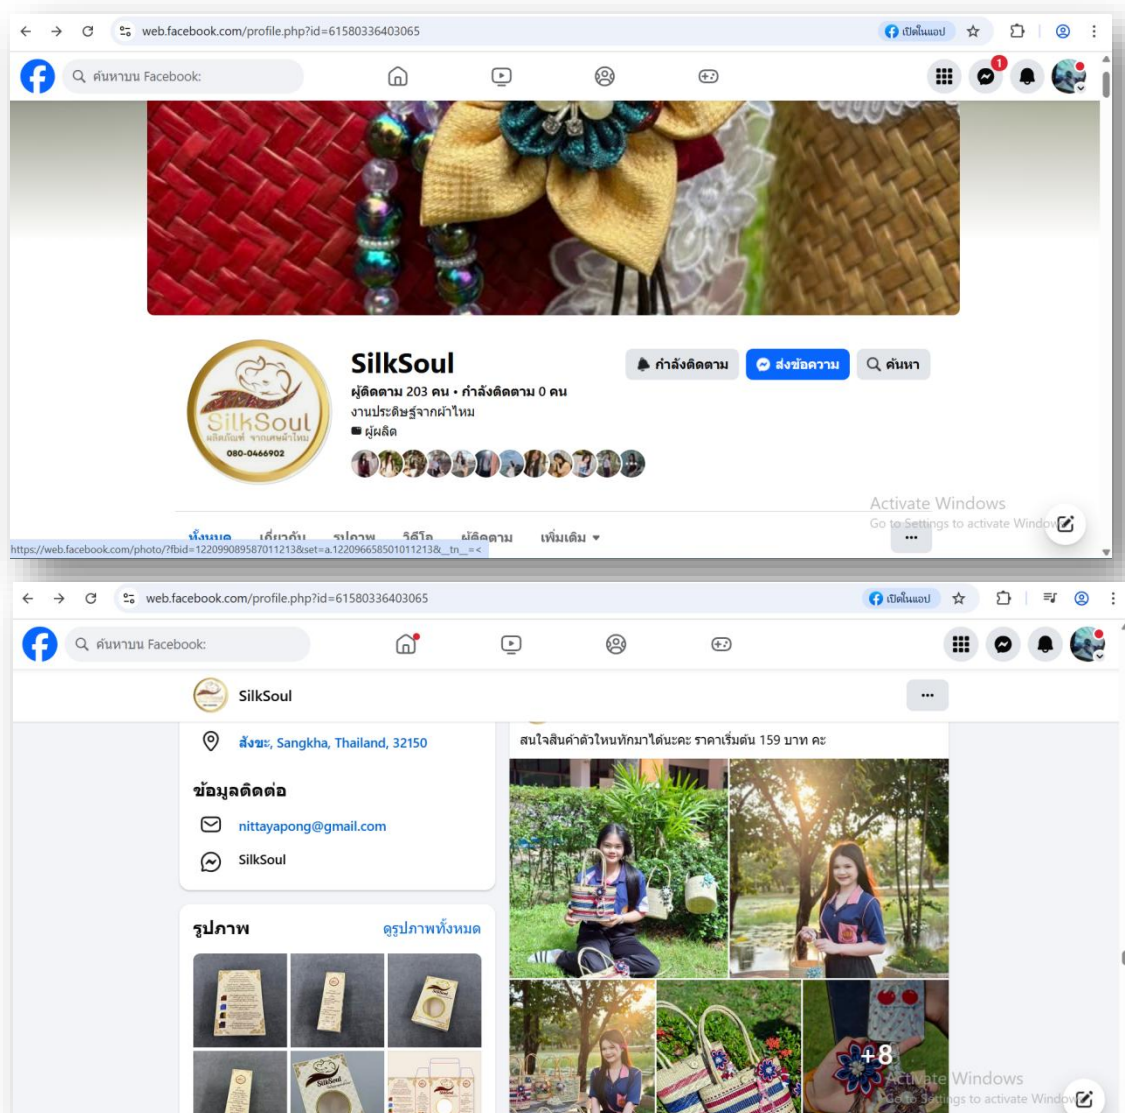 web.facebook.com/profile.php?id=61580336403065
เปิดในแอป
ค้นหาบน Facebook:
1
SilkSoul
ผู้ติดตาม 203 คน • กำลังติดตาม 0 คน
งานประดิษฐ์จากผ้าไหม
ผู้ผลิต
กำลังติดตาม
ส่งข้อความ
ค้นหา
SilkSoul
ผลิตภัณฑ์ จากเศษผ้าไหม
080-0466902
ทั้งหมด เกี่ยวกับ รูปภาพ วิดีโอ ผู้ติดตาม เพิ่มเติม
Activate Windows
Go to Settings to activate Windows
https://web.facebook.com/photo/?fbid=122099089587011213&set=a.122096658501011213&__tn__=<
web.facebook.com/profile.php?id=61580336403065
เปิดในแอป
ค้นหาบน Facebook:
SilkSoul
สังขะ, Sangkha, Thailand, 32150
ข้อมูลติดต่อ
nittayapong@gmail.com
SilkSoul
รูปภาพ
ดูรูปภาพทั้งหมด
SilkSoul
สนใจสินค้าตัวไหนทักมาได้นะคะ ราคาเริ่มต้น 159 บาท คะ
+8
Activate Windows
Go to Settings to activate Windows